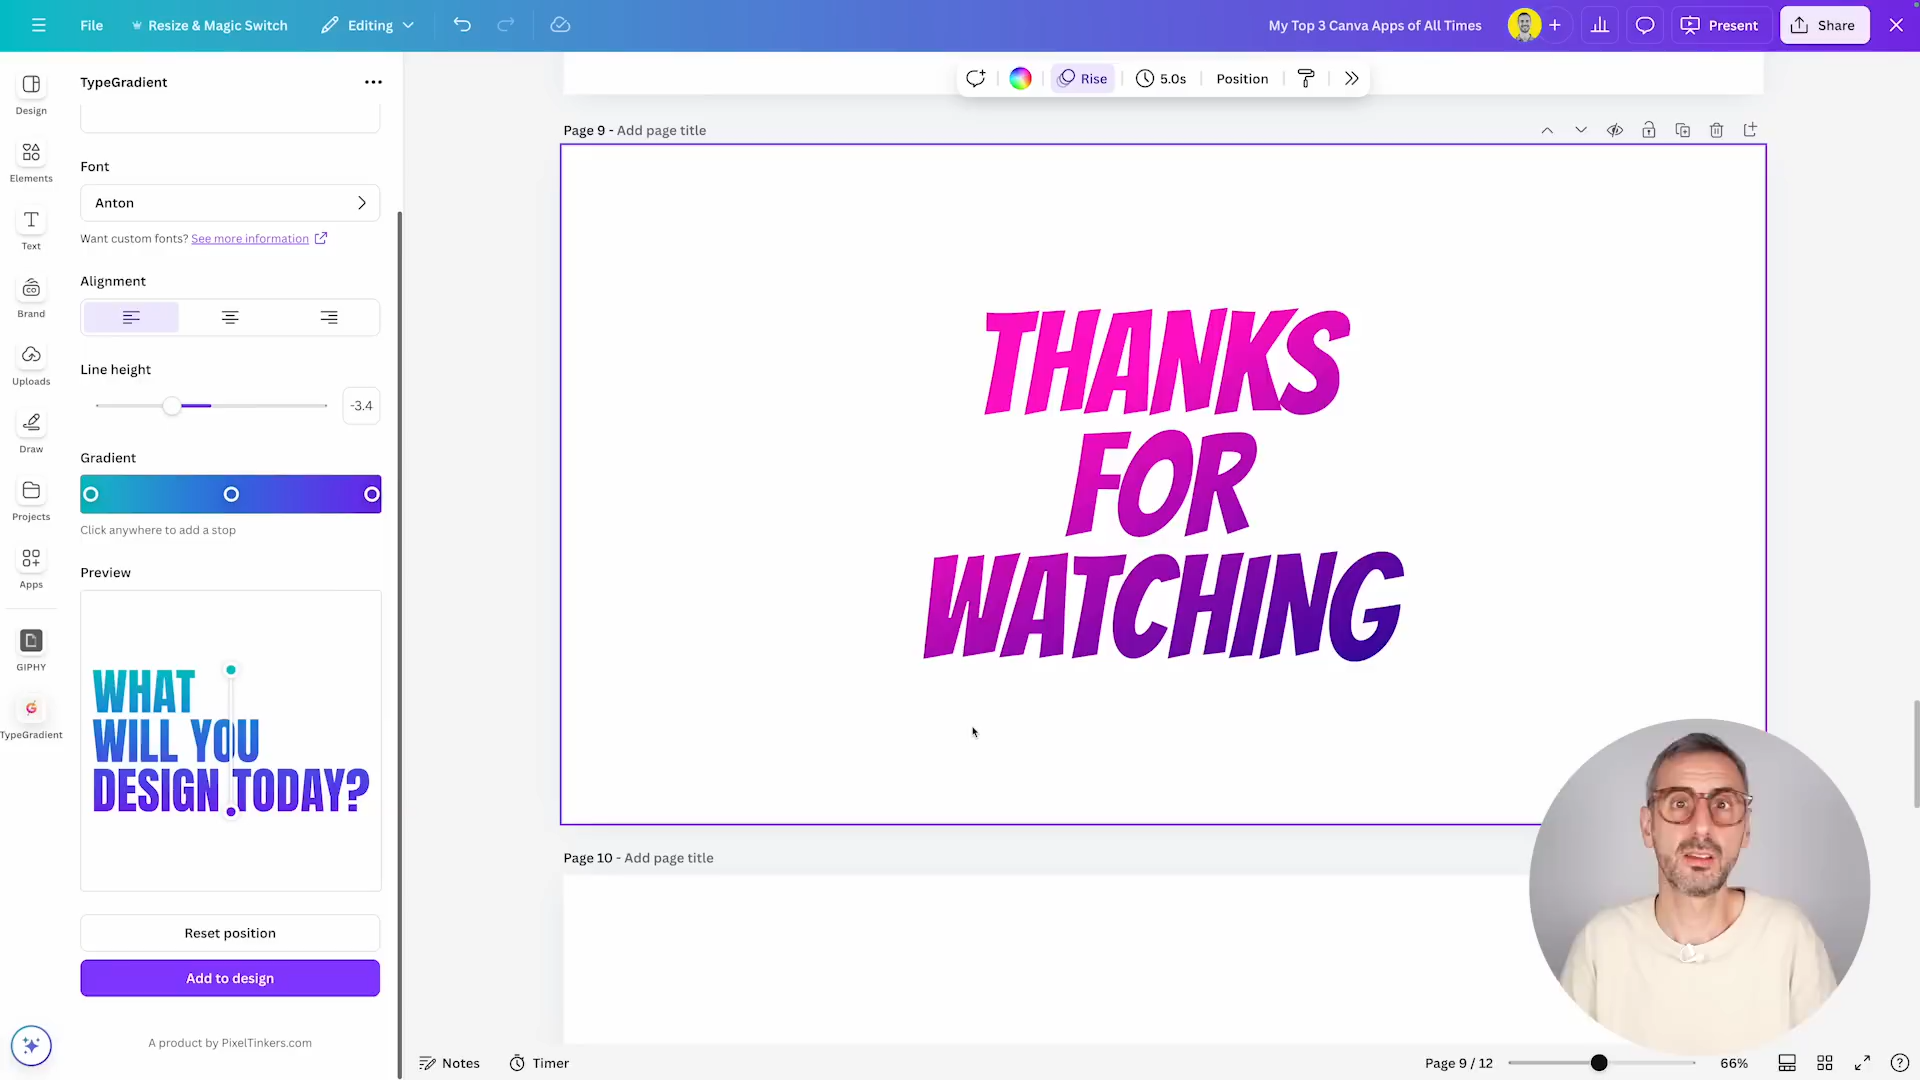 File
Resize & Magic Switch
Editing
My Top 3 Canva Apps of All Times
Present
Share
Design
Elements
Text
Brand
Uploads
Draw
Projects
Apps
GIPHY
TypeGradient
TypeGradient
Font
Anton
Want custom fonts? See more information
Alignment
Line height
-3.4
Gradient
Click anywhere to add a stop
Preview
WHAT
WILL YOU
DESIGN TODAY?
Reset position
Add to design
A product by PixelTinkers.com
Rise
5.0s
Position
Page 9 - Add page title
THANKS
FOR
WATCHING
Page 10 - Add page title
Notes
Timer
Page 9 / 12
66%